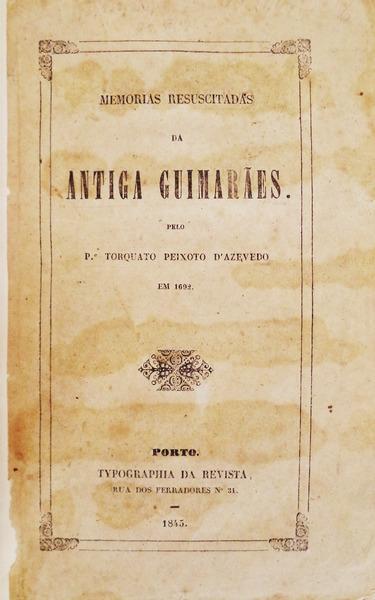 MEMORIAS RESUSCITADAS
DA
ANTIGA GUIMARÃES.
PELO
P.e TORQUATO PEIXOTO D'AZEVEDO
EM 1692.
PORTO.
TYPOGRAPHIA DA REVISTA,
RUA DOS FERRADORES Nº 31.
—
1845.